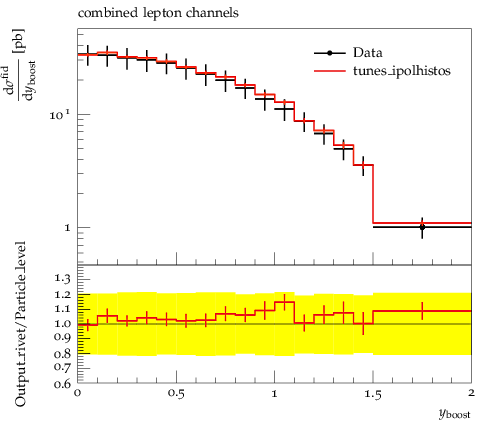 combined lepton channels
dσ^fid
dy_boost
[pb]
Data
tunes_ipolhistos
10^1
1
Output_rivet/Particle_level
1.3
1.2
1.1
1.0
0.9
0.8
0.7
0.6
0 0.5 1 1.5 2
y_boost